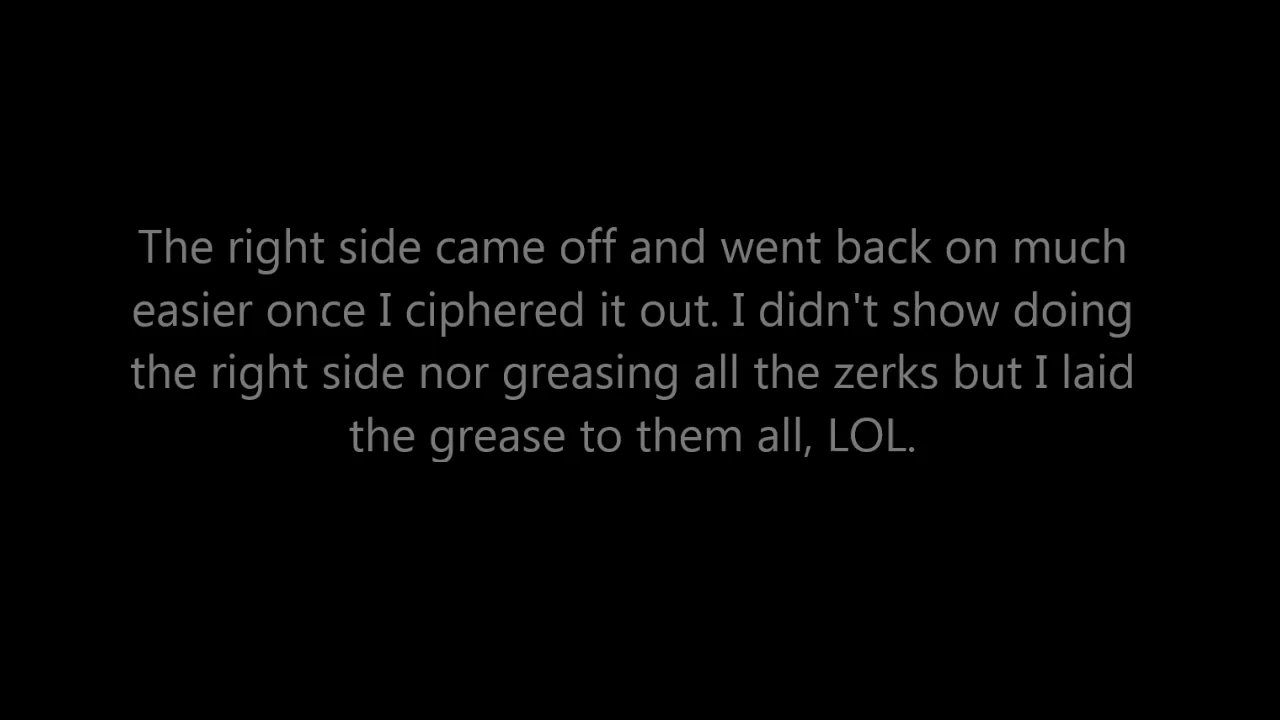 The right side came off and went back on much
easier once I ciphered it out. I didn't show doing
the right side nor greasing all the zerks but I laid
the grease to them all, LOL.